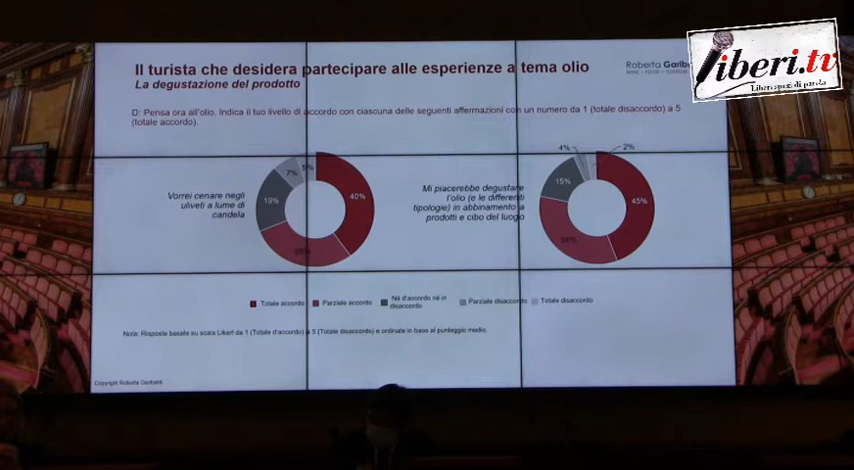 Il turista che desidera partecipare alle esperienze a tema olio
La degustazione del prodotto
Roberta Garib
liberi.tv
Liberi spazi di parola
D: Pensa ora all'olio. Indica il tuo livello di accordo con ciascuna delle seguenti affermazioni con un numero da 1 (totale disaccordo) a 5
(totale accordo).
Vorrei cenare negli
uliveti a lume di
candela
5%
7%
19%
40%
Mi piacerebbe degustare
l'olio (e le differenti
tipologie) in abbinamento a
prodotti e cibo del luogo
4%
2%
15%
45%
34%
Totale accordo
Parziale accordo
Né d'accordo né in
disaccordo
Parziale disaccordo
Totale disaccordo
Nota: Risposte basate su scala Likert da 1 (Totale d'accordo) a 5 (Totale disaccordo) e ordinate in base al punteggio medio.
Copyright Roberta Garibaldi